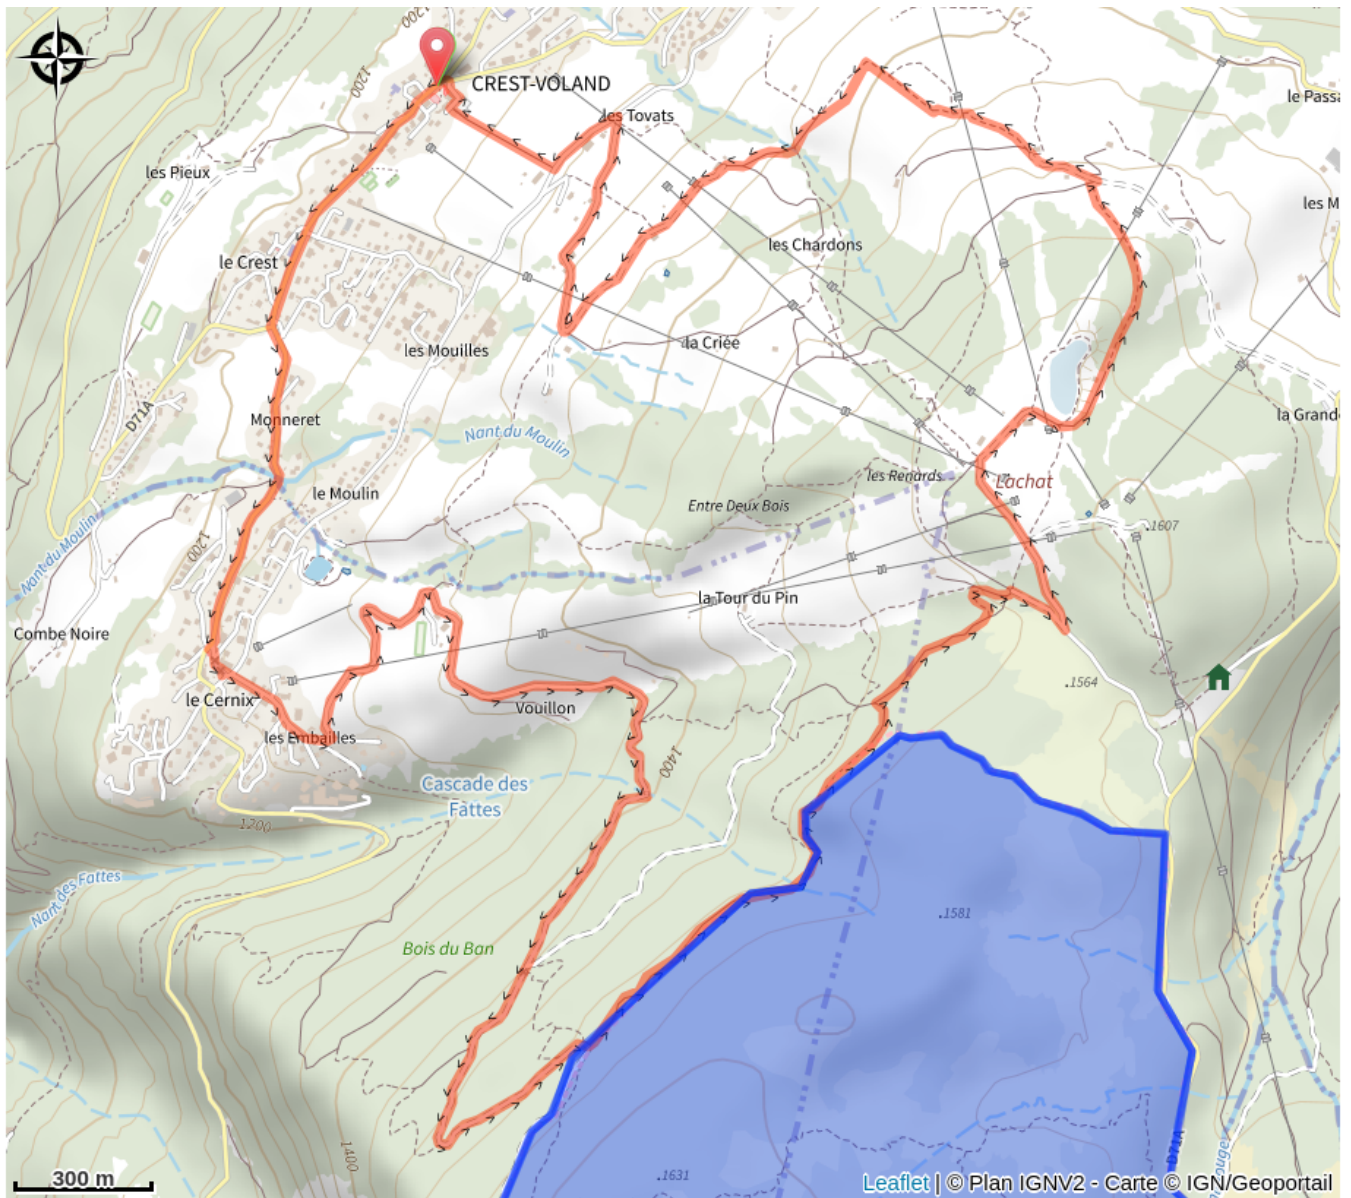 1200
CREST-VOLAND
1200
les Tovats
le Passa
les Pieux
les M
les Chardons
le Crest
la Criée
les Mouilles
D71A
Monneret
la Grand
Nant du Moulin
les Renards
Lachat
le Moulin
Entre Deux Bois
.1607
1200
Nant du Moulin
la Tour du Pin
Combe Noire
.1564
le Cernix
Vouillon
les Embailles
1400
Cascade des
Fattes
1200
Nant des Fattes
.1581
Bois du Ban
1400
D71A
300 m
.1631
Leaflet | © Plan IGNV2 - Carte © IGN/Geoportail